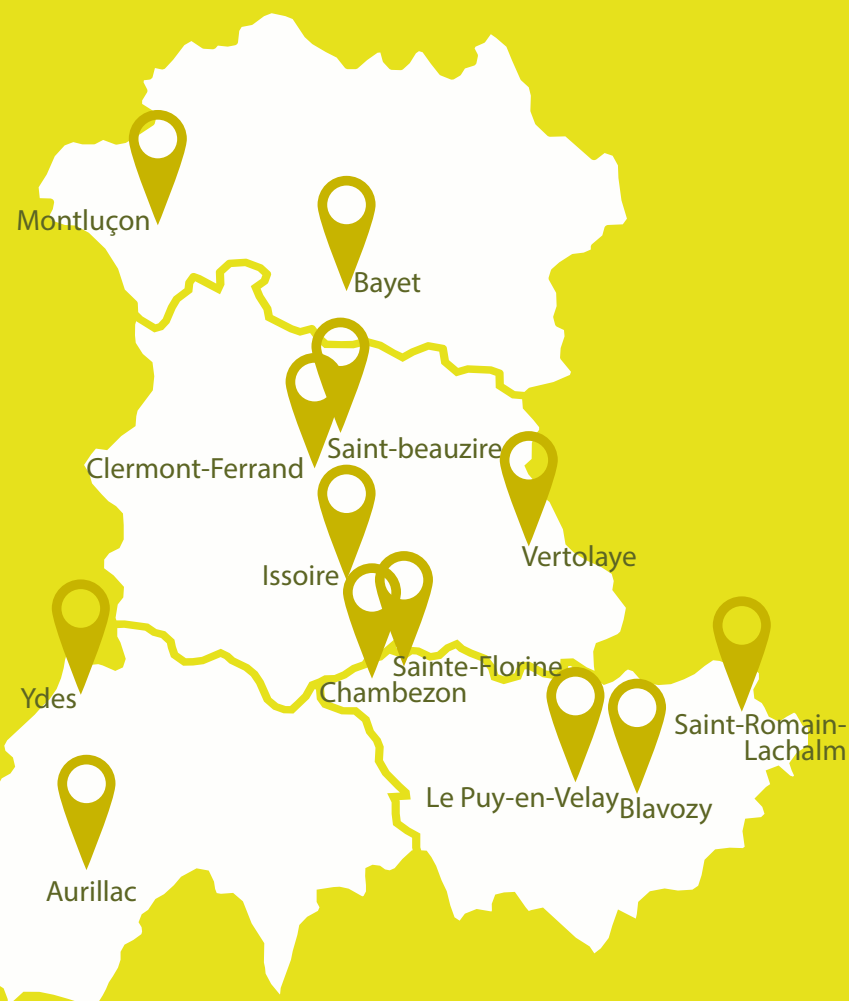 Montluçon
Bayet
Saint-beauzire
Clermont-Ferrand
Vertolaye
Issoire
Sainte-Florine
Chambezon
Ydes
Saint-Romain-
Lachalm
Le Puy-en-Velay
Blavozy
Aurillac